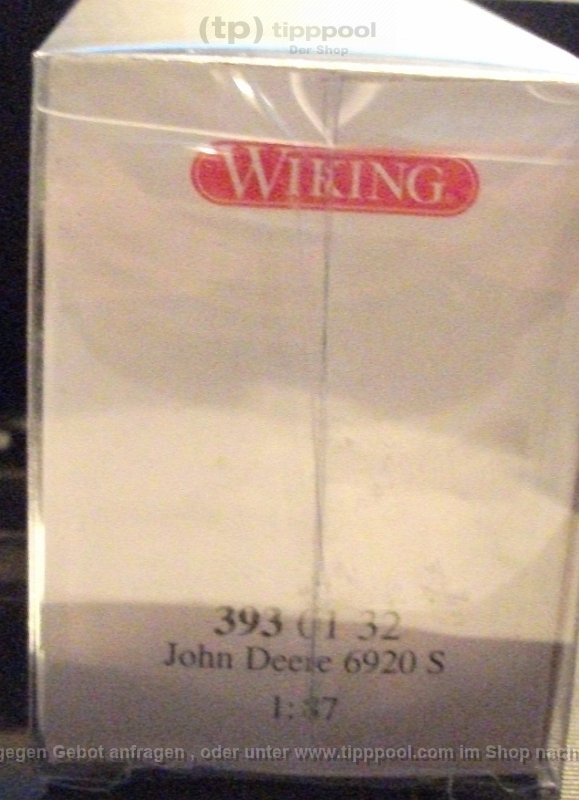 (tp) tipppool
Der Shop
WIKING
393 01 32
John Deere 6920 S
1:87
gegen Gebot anfragen , oder unter www.tipppool.com im Shop nach